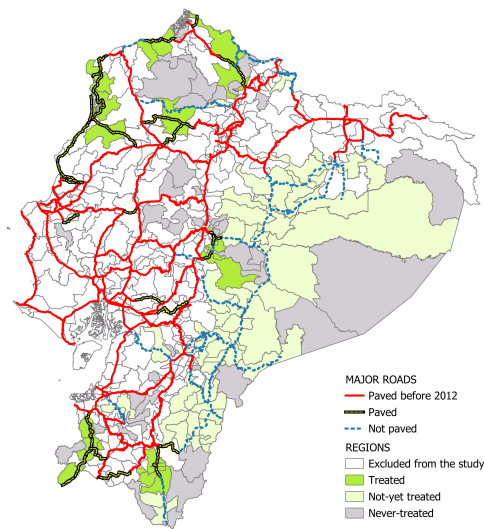 MAJOR ROADS
Paved before 2012
Paved
Not paved
REGIONS
Excluded from the study
Treated
Not-yet treated
Never-treated